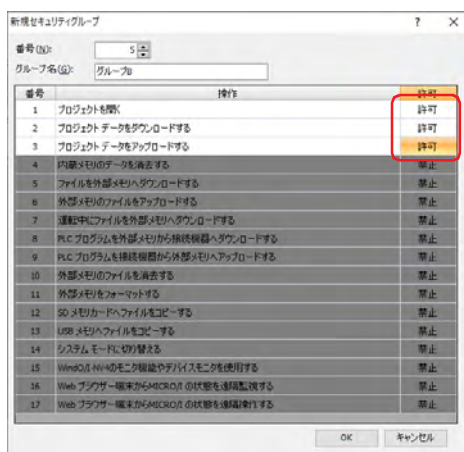 新規セキュリティグループ ? ×
番号(N): 5
グループ名(G): グループB
番号 操作 許可
1 プロジェクトを開く 許可
2 プロジェクト データをダウンロードする 許可
3 プロジェクト データをアップロードする 許可
4 内蔵メモリのデータを消去する 禁止
5 ファイルを外部メモリへダウンロードする 禁止
6 外部メモリのファイルをアップロードする 禁止
7 運転中にファイルを外部メモリへダウンロードする 禁止
8 PLC プログラムを外部メモリから接続機器へダウンロードする 禁止
9 PLC プログラムを接続機器から外部メモリへアップロードする 禁止
10 外部メモリのファイルを消去する 禁止
11 外部メモリをフォーマットする 禁止
12 SD メモリカードへファイルをコピーする 禁止
13 USB メモリへファイルをコピーする 禁止
14 システム モードに切り替える 禁止
15 WindO/I-NV4のモニタ機能やデバイスモニタを使用する 禁止
16 Web ブラウザー端末からMICRO/I の状態を遠隔監視する 禁止
17 Web ブラウザー端末からMICRO/I の状態を遠隔操作する 禁止
OK キャンセル